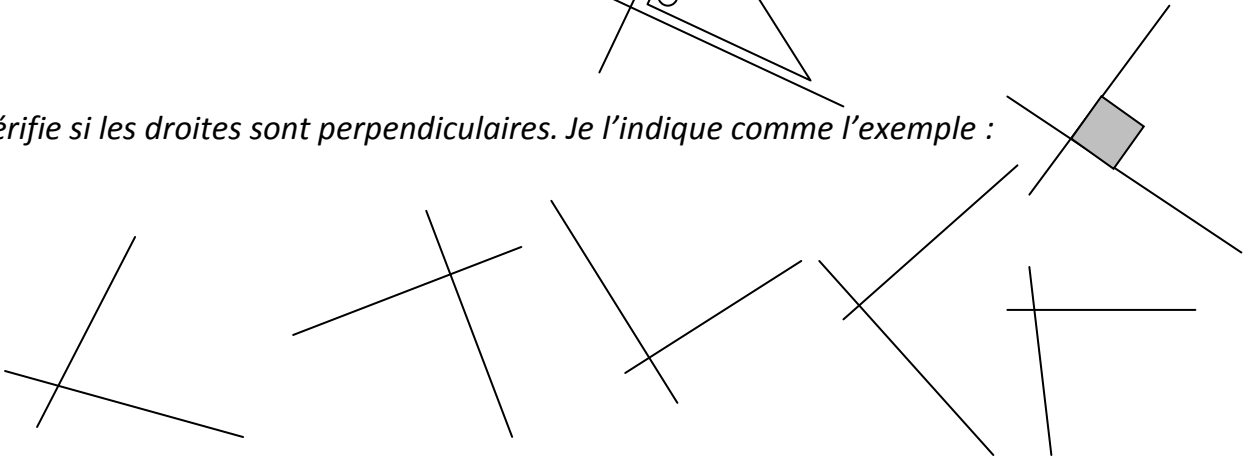 érifie si les droites sont perpendiculaires. Je l’indique comme l’exemple :